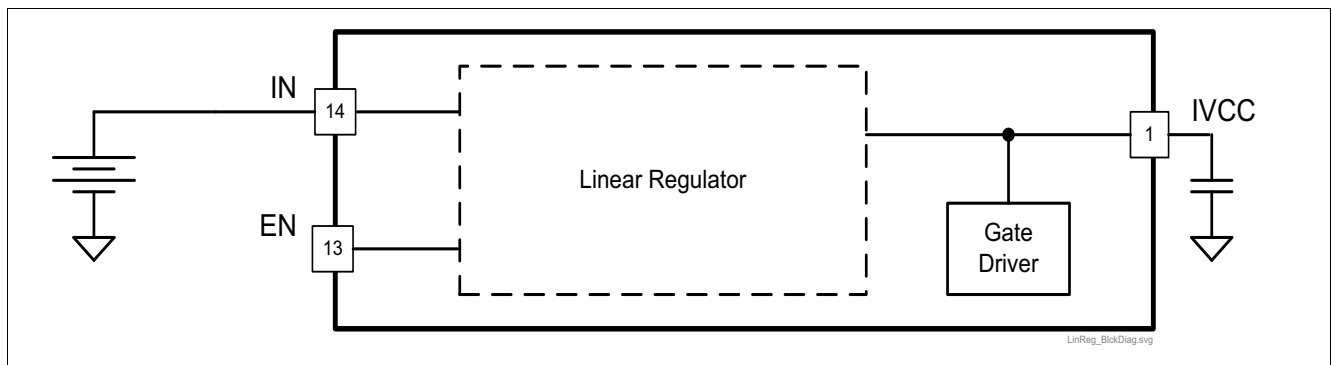 IN
14
IVCC
1
Linear Regulator
EN
13
Gate
Driver
LinReg_BlckDiag.svg